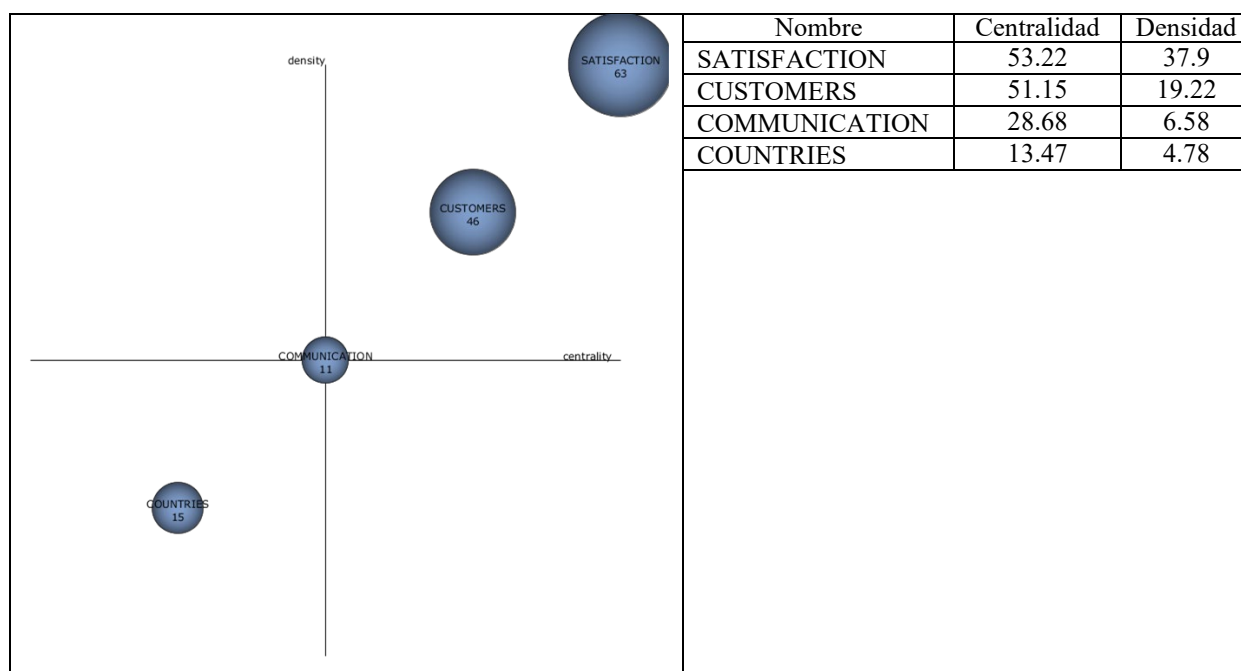 density
SATISFACTION
63
CUSTOMERS
46
COMMUNICATION
11
centrality
COUNTRIES
15
Nombre Centralidad Densidad
SATISFACTION 53.22 37.9
CUSTOMERS 51.15 19.22
COMMUNICATION 28.68 6.58
COUNTRIES 13.47 4.78